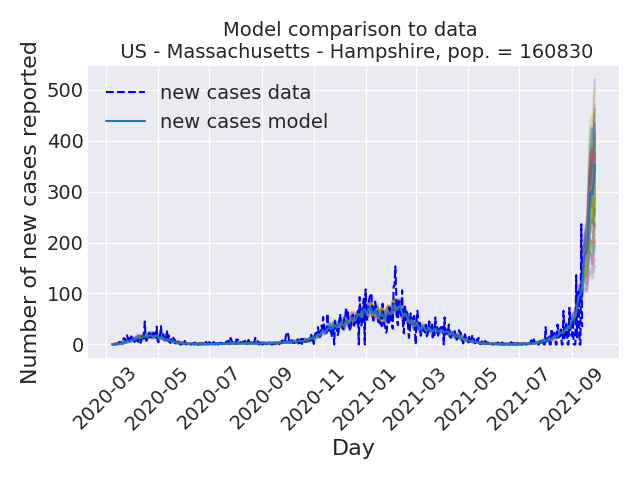 Model comparison to data
US - Massachusetts - Hampshire, pop. = 160830
Number of new cases reported
500
400
300
200
100
0
new cases data
new cases model
2020-03
2020-05
2020-07
2020-09
2020-11
2021-01
2021-03
2021-05
2021-07
2021-09
Day